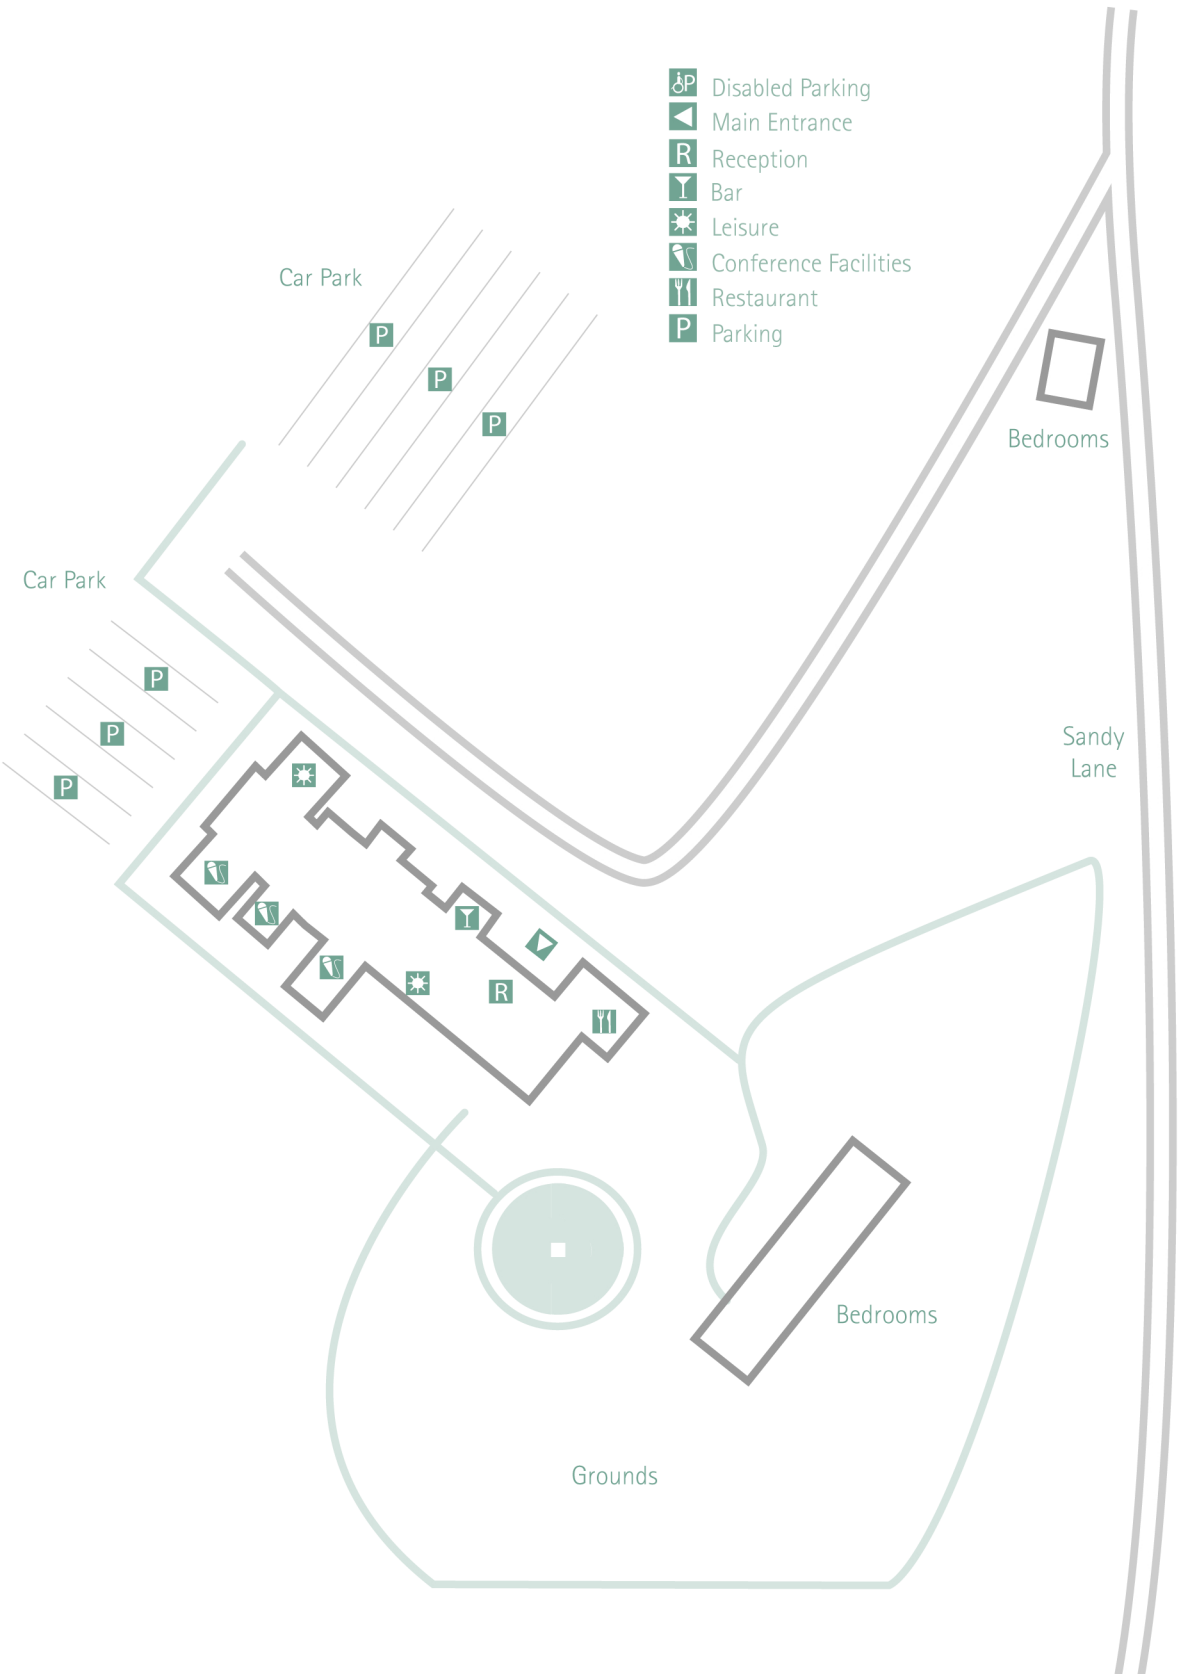 P Disabled Parking
Main Entrance
R Reception
Bar
Leisure
Conference Facilities
Restaurant
P Parking
Car Park
P
P
P
Bedrooms
Car Park
P
P
P
Sandy
Lane
R
Bedrooms
Grounds